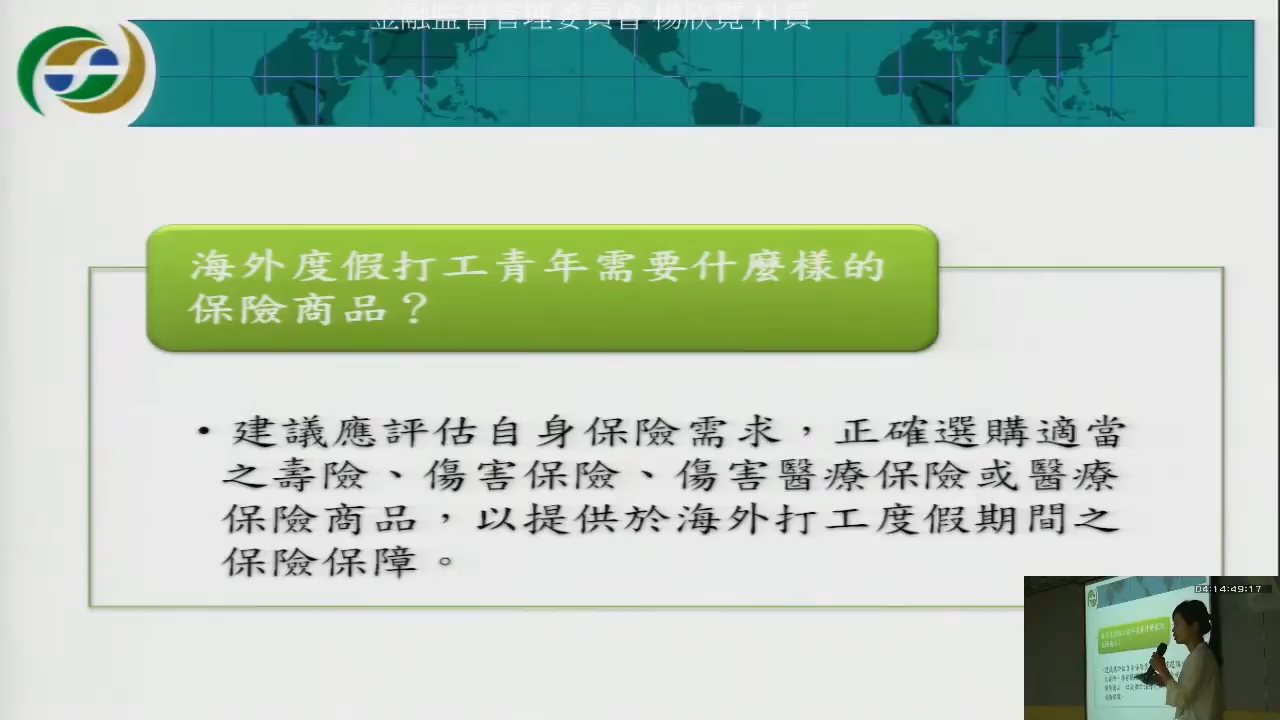 金融監督管理委員會 楊欣寬 科員
海外度假打工青年需要什麼樣的
保險商品？
• 建議應評估自身保險需求，正確選購適當
之壽險、傷害保險、傷害醫療保險或醫療
保險商品，以提供於海外打工度假期間之
保險保障。
04:14:49:17